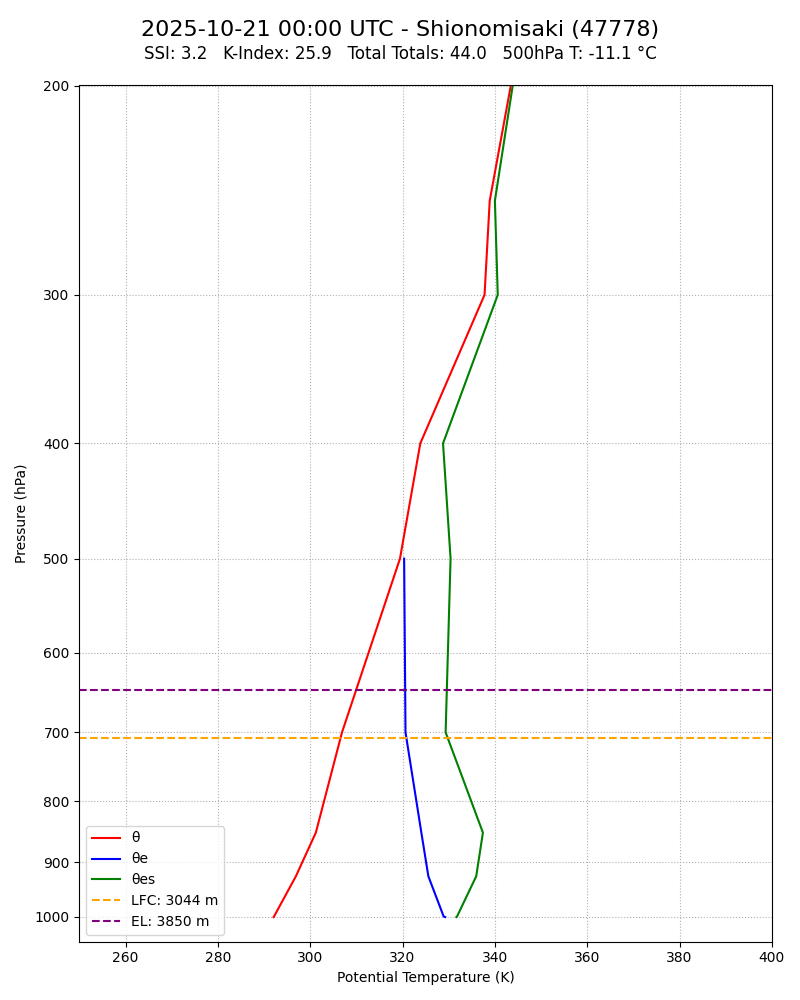 2025-10-21 00:00 UTC - Shionomisaki (47778)
SSI: 3.2   K-Index: 25.9   Total Totals: 44.0   500hPa T: -11.1 °C
Pressure (hPa)
200
300
400
500
600
700
800
900
1000
θ
θe
θes
LFC: 3044 m
EL: 3850 m
260 280 300 320 340 360 380 400
Potential Temperature (K)